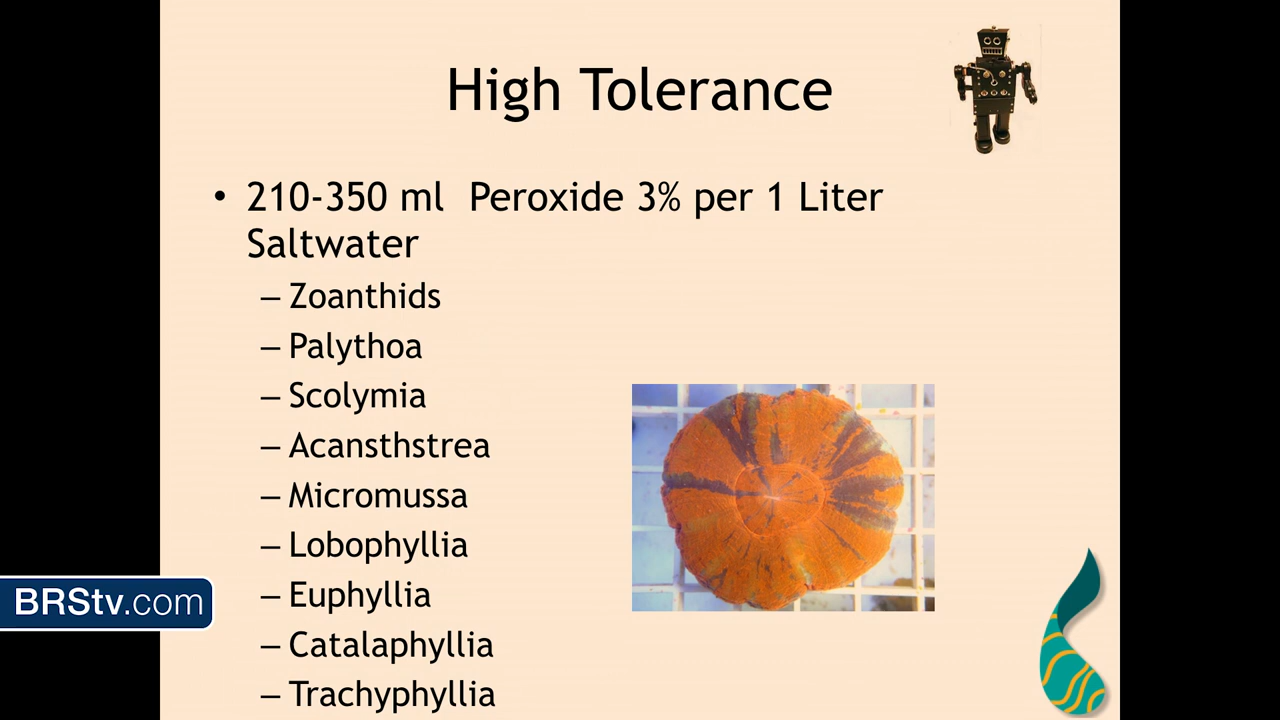 High Tolerance
• 210-350 ml Peroxide 3% per 1 Liter
Saltwater
– Zoanthids
– Palythoa
– Scolymia
– Acansthstrea
– Micromussa
– Lobophyllia
– Euphyllia
– Catalaphyllia
– Trachyphyllia
BRStv.com